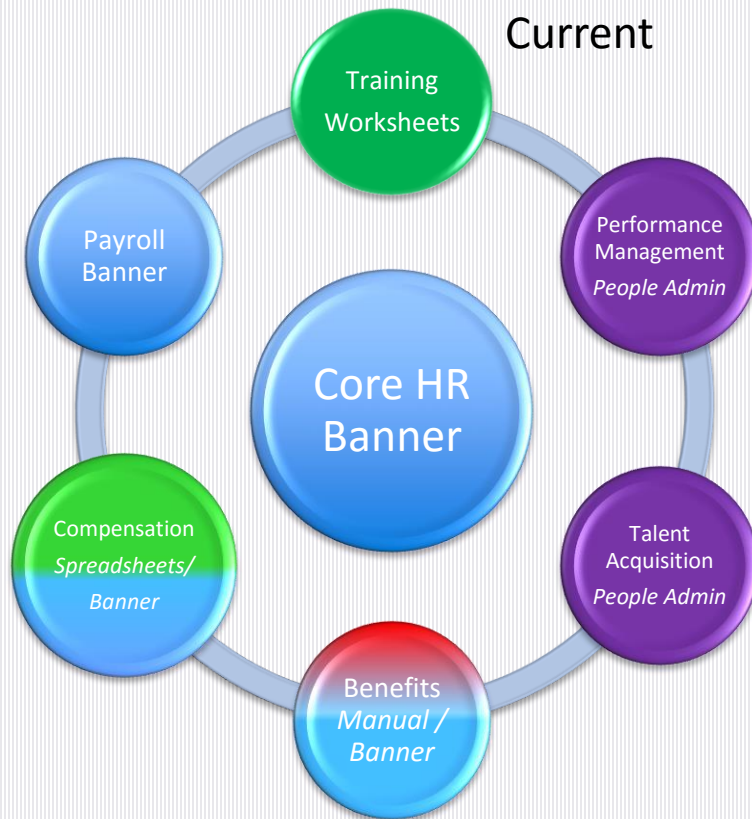 Current
Training
Worksheets
Performance
Management
People Admin
Payroll
Banner
Core HR
Banner
Talent
Acquisition
People Admin
Compensation
Spreadsheets/
Banner
Benefits
Manual /
Banner